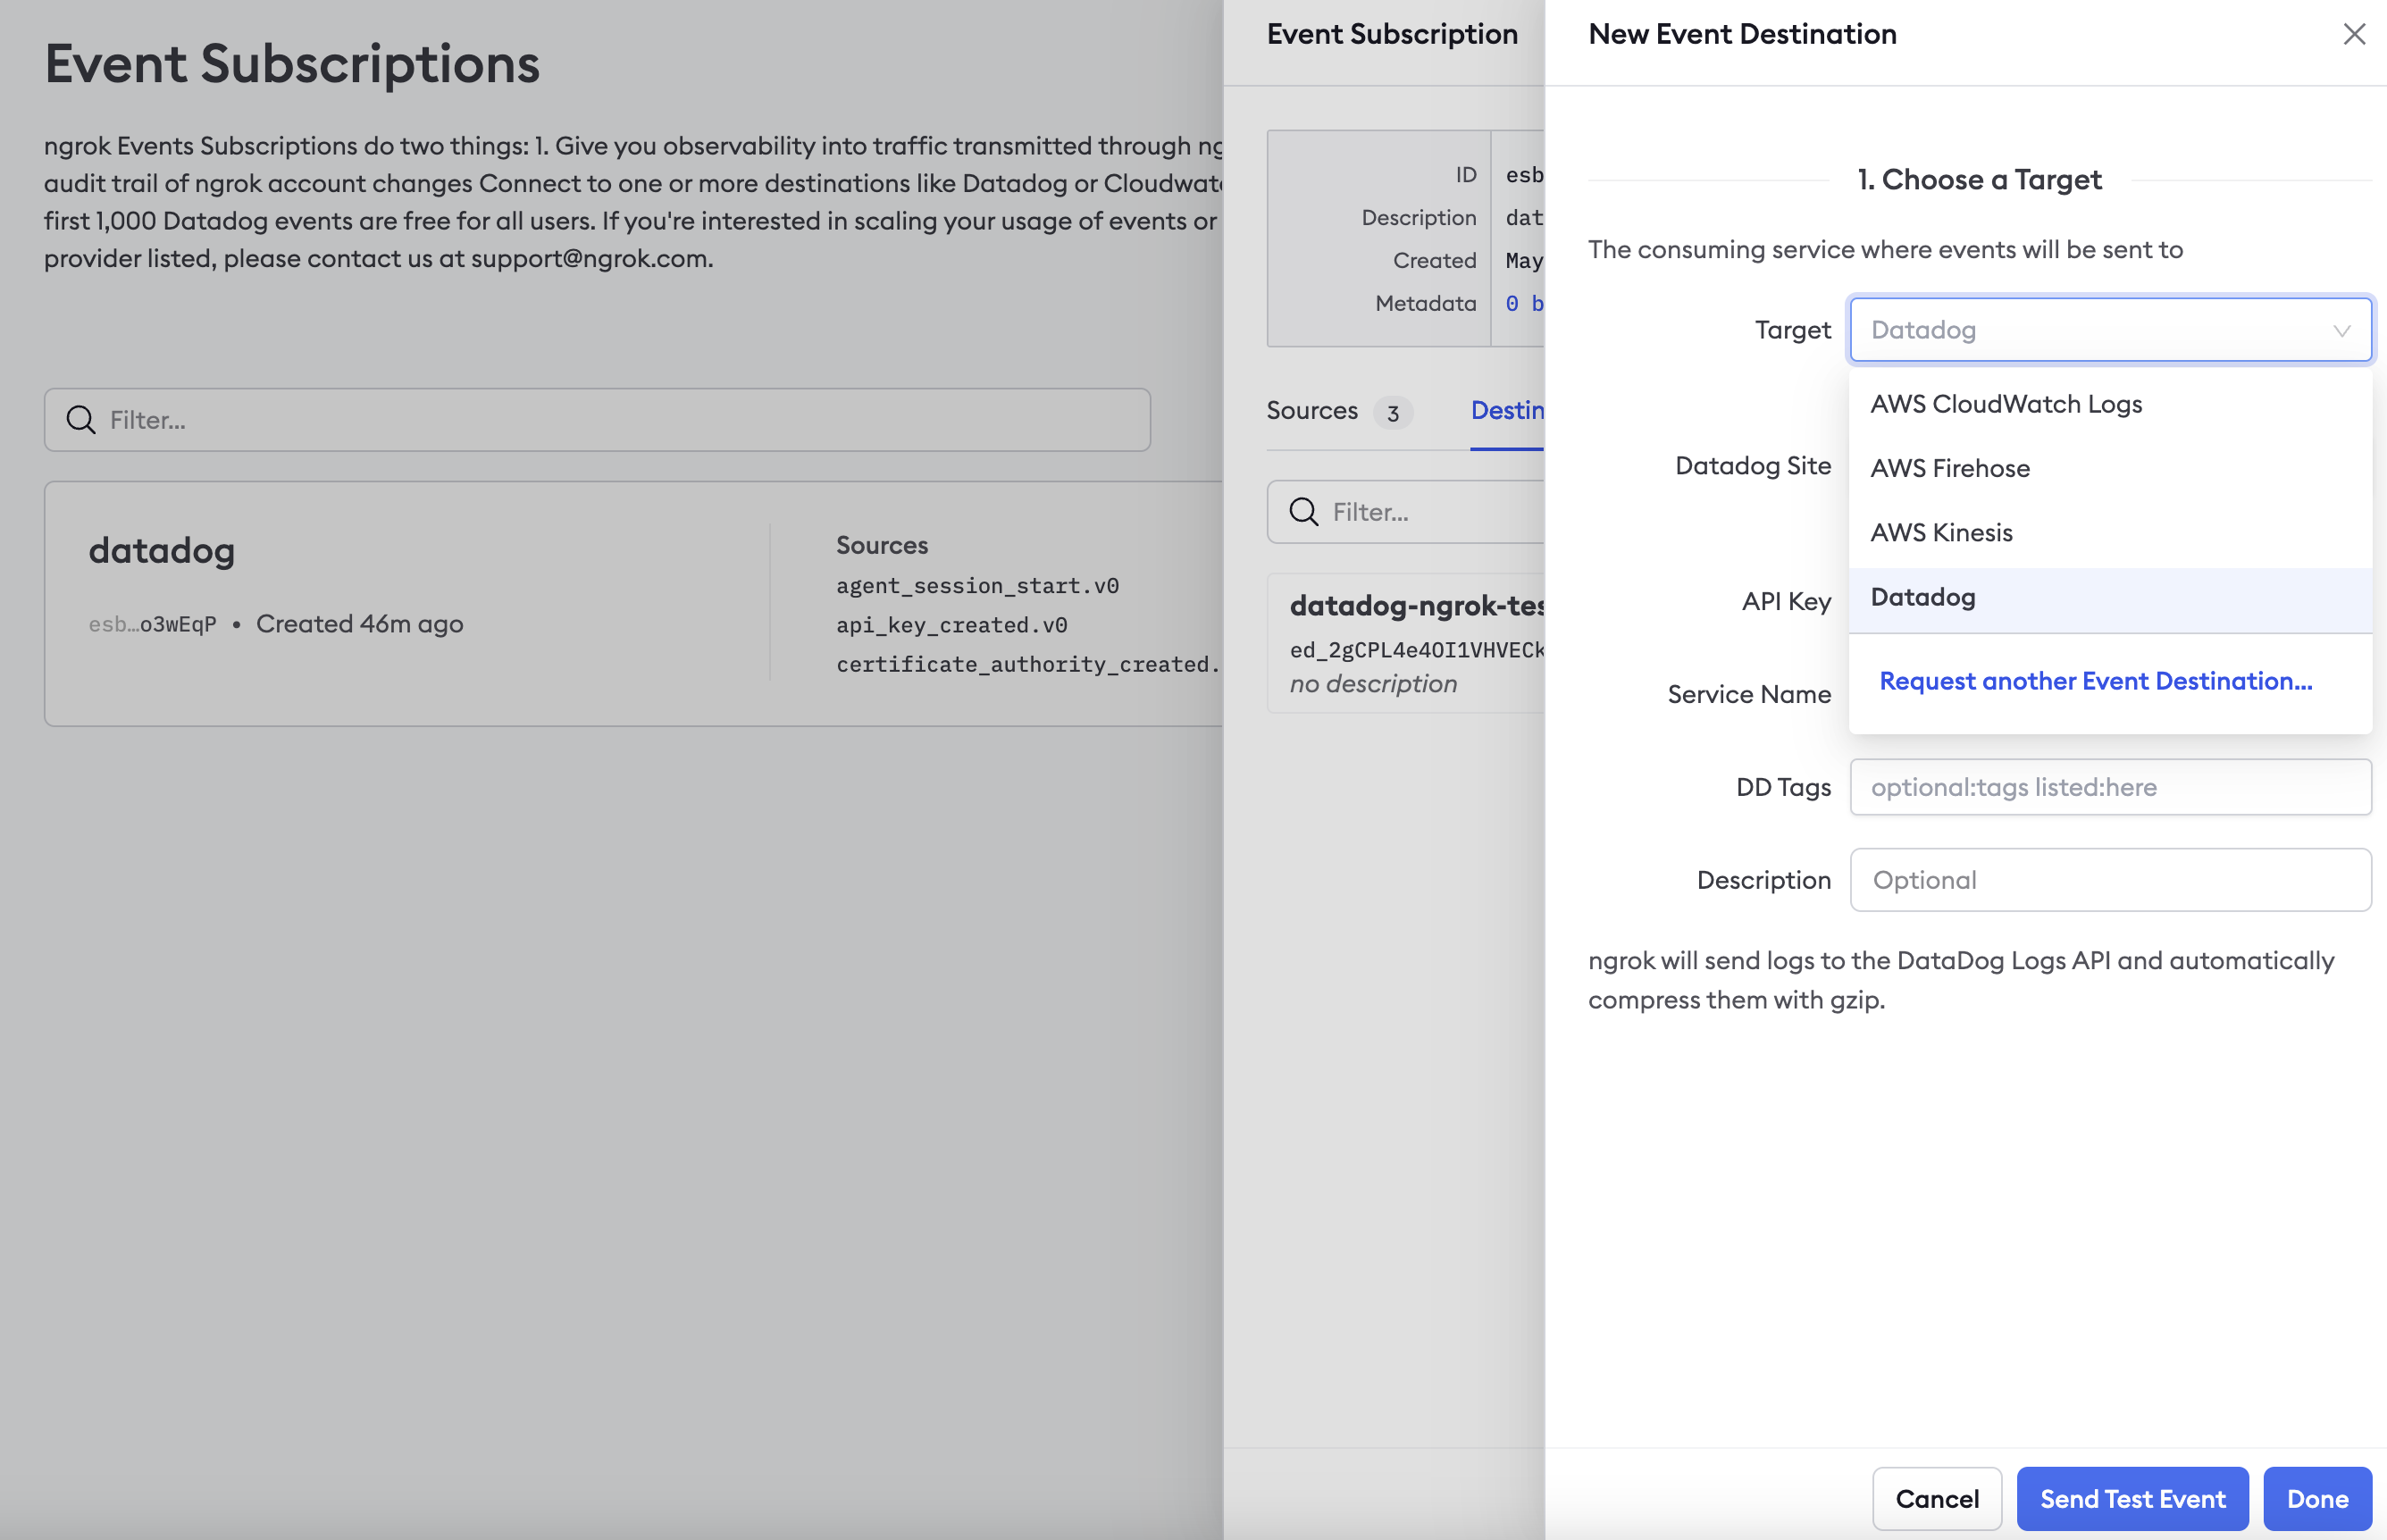 Event Subscriptions
ngrok Events Subscriptions do two things: 1. Give you observability into traffic transmitted through
audit trail of ngrok account changes Connect to one or more destinations like Datadog or
first 1,000 Datadog events are free for all users. If you're interested in scaling your usage of events or
provider listed, please contact us at support@ngrok.com.
Filter...
datadog
esb...o3wEqP • Created 46m ago
Sources
agent_session_start.v0
api_key_created.v0
certificate_authority_created.
Event Subscription
ID esb
Description dat
Created May
Metadata 0 b
Sources 3 Destin
Filter...
datadog-ngrok-tes
ed_2gCPL4e4OI1VHVECk
no description
New Event Destination
1. Choose a Target
The consuming service where events will be sent to
Target Datadog
AWS CloudWatch Logs
Datadog Site
AWS Firehose
AWS Kinesis
API Key
Datadog
Service Name
Request another Event Destination...
DD Tags optional:tags listed:here
Description Optional
ngrok will send logs to the DataDog Logs API and automatically
compress them with gzip.
Cancel Send Test Event Done